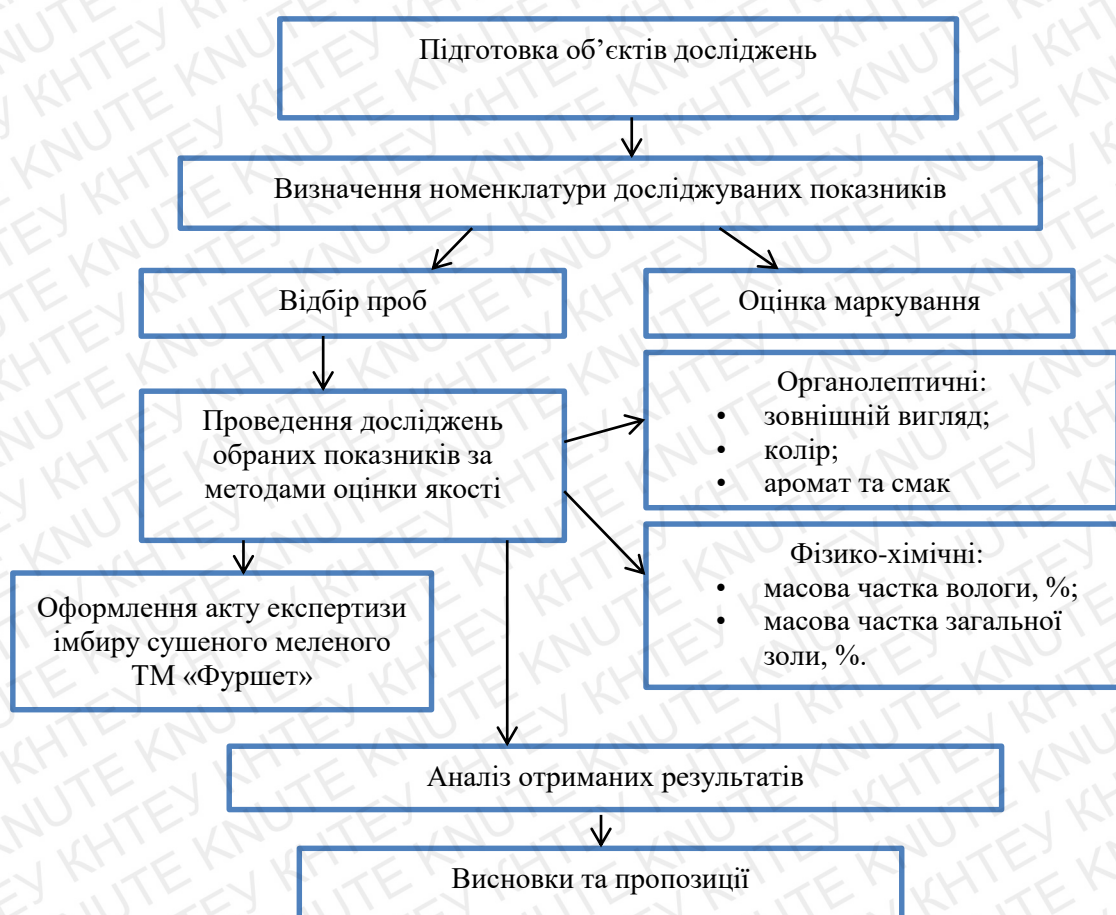 Підготовка об’єктів досліджень
Визначення номенклатури досліджуваних показників
Відбір проб
Оцінка маркування
Проведення досліджень
обраних показників за
методами оцінки якості
Органолептичні:
• зовнішній вигляд;
• колір;
• аромат та смак
Фізико-хімічні:
• масова частка вологи, %;
• масова частка загальної
золи, %.
Оформлення акту експертизи
імбиру сушеного меленого
ТМ «Фуршет»
Аналіз отриманих результатів
Висновки та пропозиції